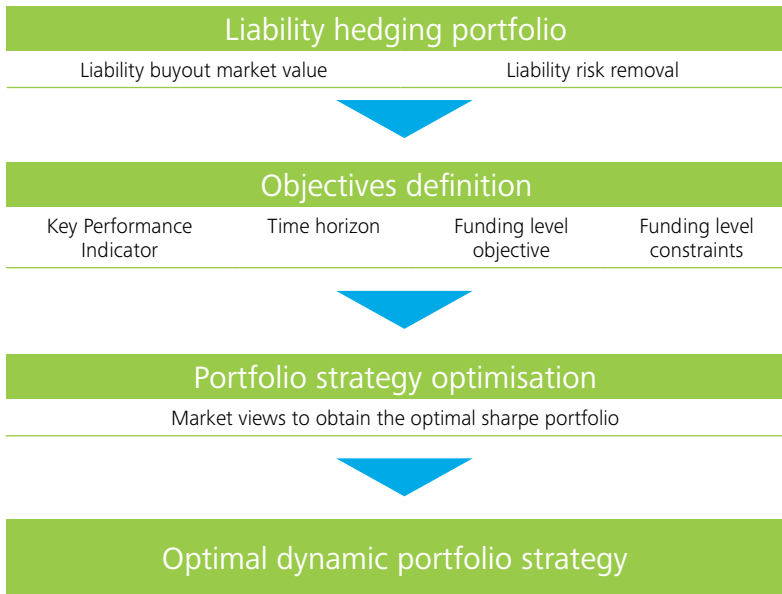 Liability hedging portfolio
Liability buyout market value
Liability risk removal
Objectives definition
Key Performance
Indicator
Time horizon
Funding level
objective
Funding level
constraints
Portfolio strategy optimisation
Market views to obtain the optimal sharpe portfolio
Optimal dynamic portfolio strategy